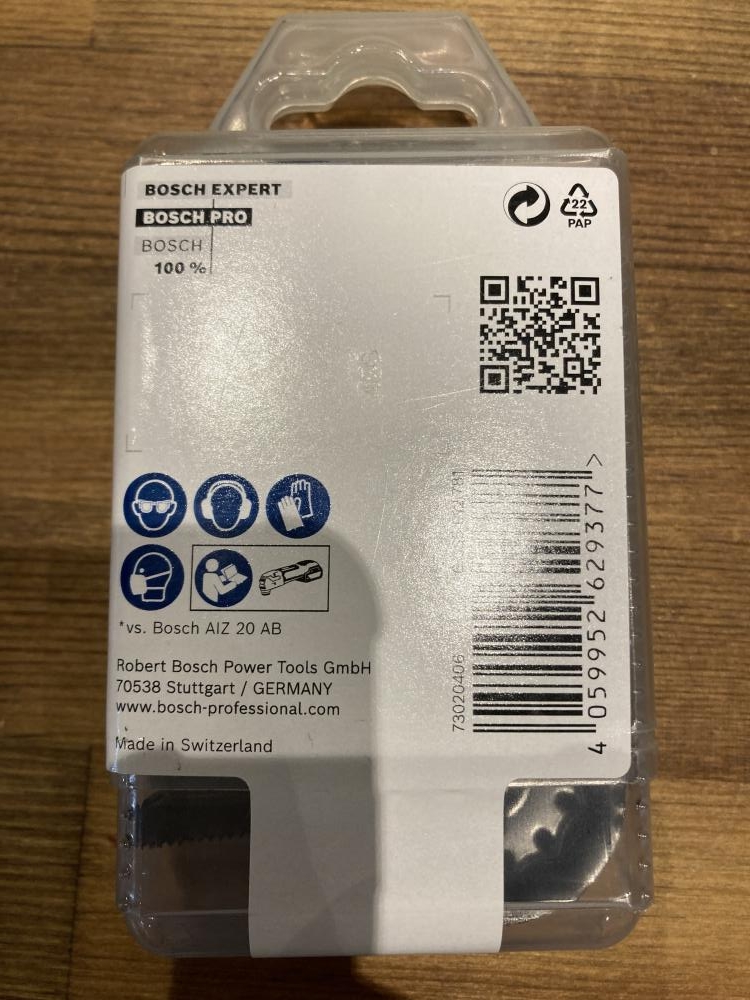 BOSCH EXPERT
BOSCH PRO
BOSCH
100 %
22
PAP
*vs. Bosch AIZ 20 AB
Robert Bosch Power Tools GmbH
70538 Stuttgart / GERMANY
www.bosch-professional.com
Made in Switzerland
73020406
4 059952 629377 >